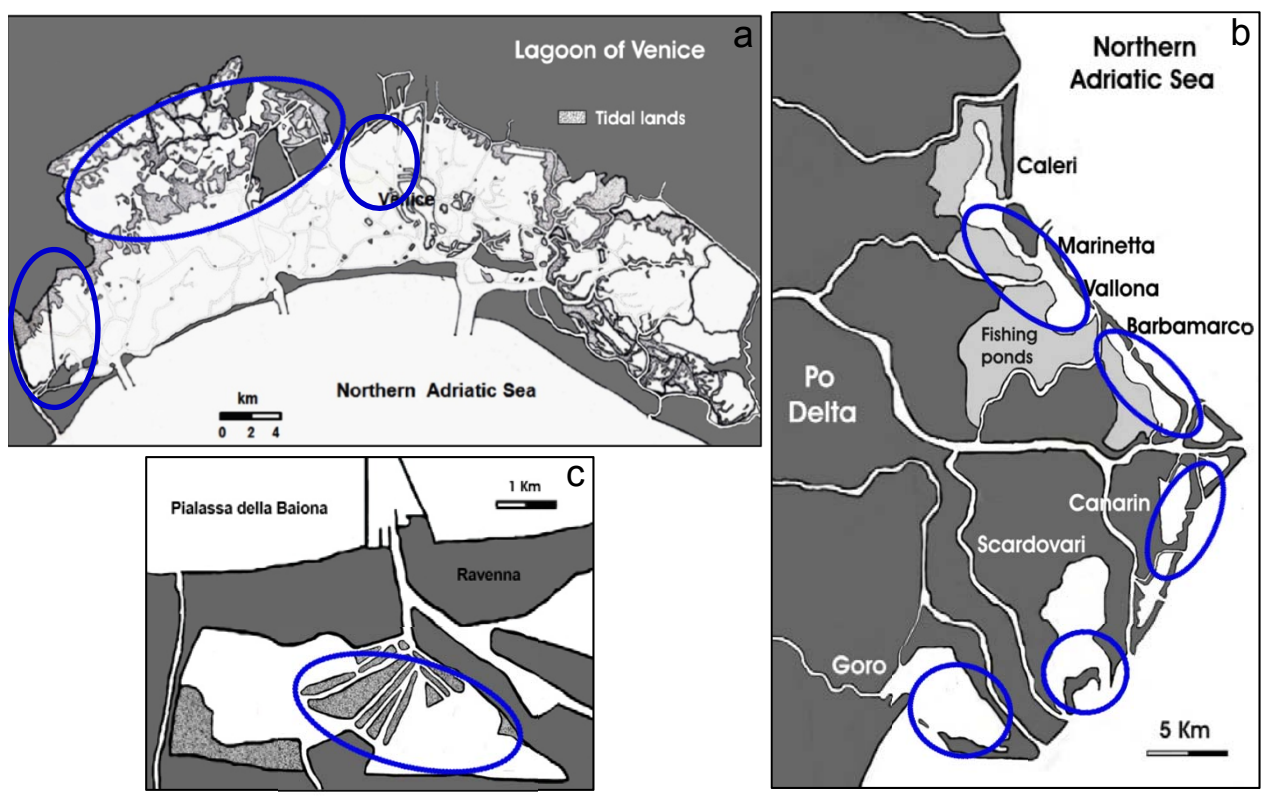 a
Lagoon of Venice
Tidal lands
Venice
Northern Adriatic Sea
km
0 2 4
b
Northern
Adriatic Sea
Caleri
Marinetta
Vallona
Barbamarco
Fishing
ponds
Po
Delta
Canarin
Scardovari
Goro
5 Km
c
1 Km
Pialassa della Baiona
Ravenna